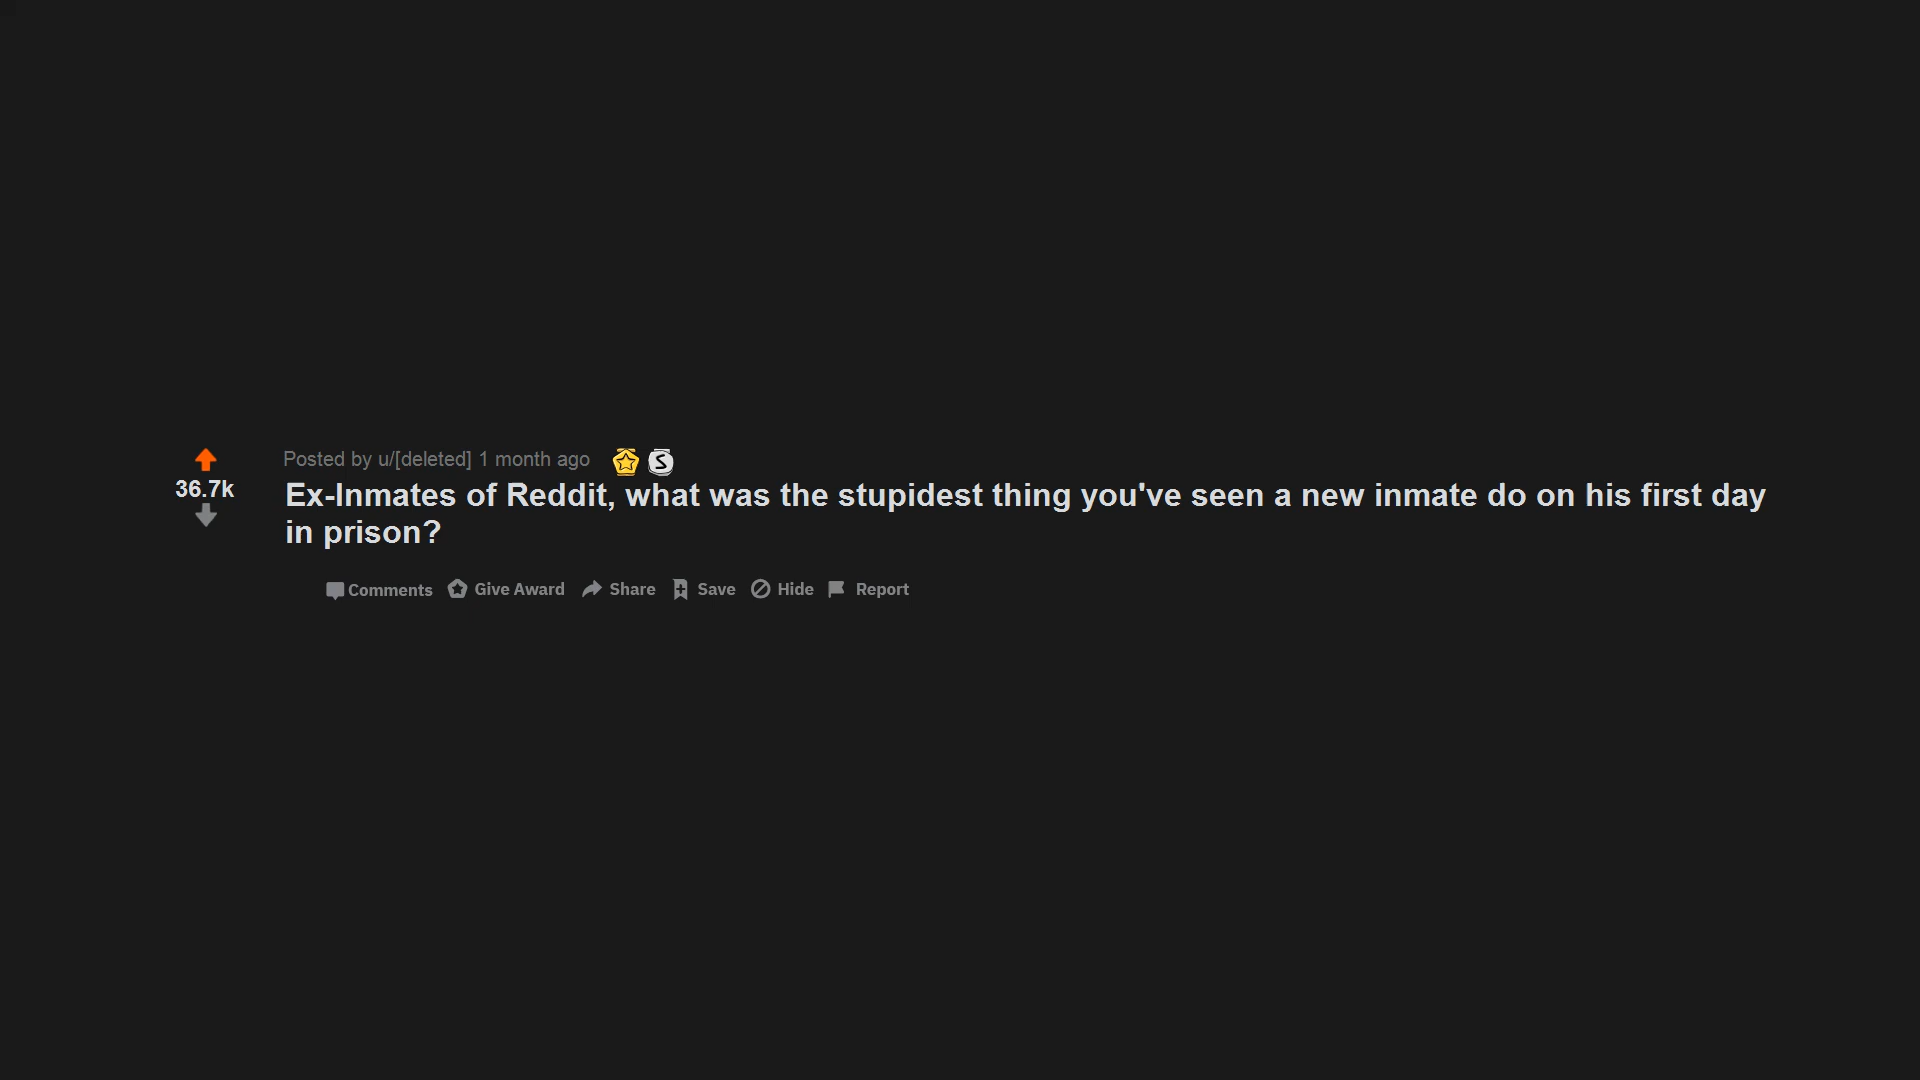 Posted by u/[deleted] 1 month ago
36.7k
Ex-Inmates of Reddit, what was the stupidest thing you've seen a new inmate do on his first day
in prison?
Comments Give Award Share Save Hide Report